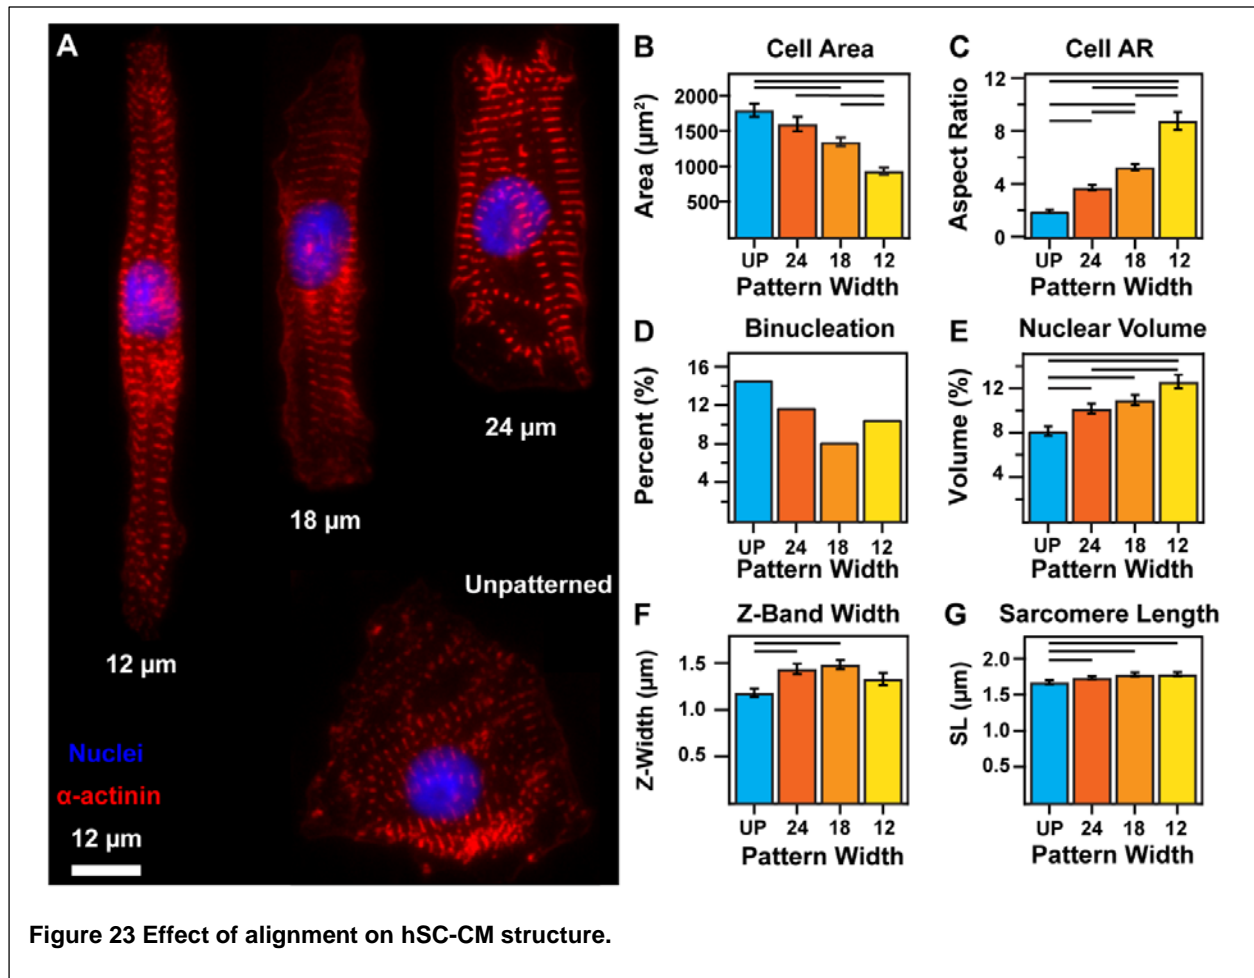 A
12 µm
18 µm
24 µm
Unpatterned
Nuclei
α-actinin
12 µm
B Cell Area
Area (µm²)
2000
1500
1000
500
UP 24 18 12
Pattern Width
C Cell AR
Aspect Ratio
12
8
4
0
UP 24 18 12
Pattern Width
D Binucleation
Percent (%)
16
12
8
4
UP 24 18 12
Pattern Width
E Nuclear Volume
Volume (%)
12
8
4
UP 24 18 12
Pattern Width
F Z-Band Width
Z-Width (µm)
1.5
1.0
0.5
UP 24 18 12
Pattern Width
G Sarcomere Length
SL (µm)
2.0
1.5
1.0
0.5
UP 24 18 12
Pattern Width
Figure 23 Effect of alignment on hSC-CM structure.